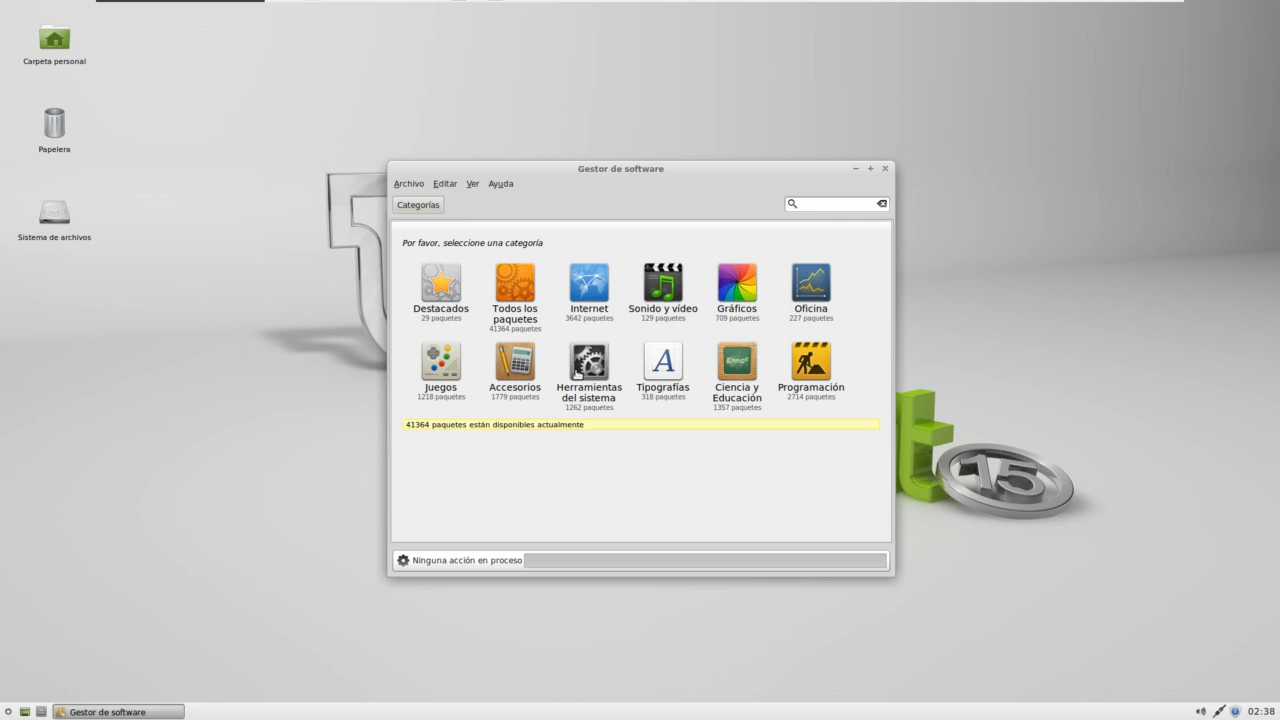 Carpeta personal
Papelera
Sistema de archivos
Gestor de software
Archivo Editar Ver Ayuda
Categorías
Por favor, seleccione una categoría
Destacados
29 paquetes
Todos los
paquetes
41364 paquetes
Internet
3642 paquetes
Sonido y vídeo
129 paquetes
Gráficos
709 paquetes
Oficina
227 paquetes
Juegos
1218 paquetes
Accesorios
1779 paquetes
Herramientas
del sistema
1262 paquetes
Tipografías
318 paquetes
Ciencia y
Educación
1357 paquetes
Programación
2714 paquetes
41364 paquetes están disponibles actualmente
t
15
Ninguna acción en proceso
Gestor de software
02:38